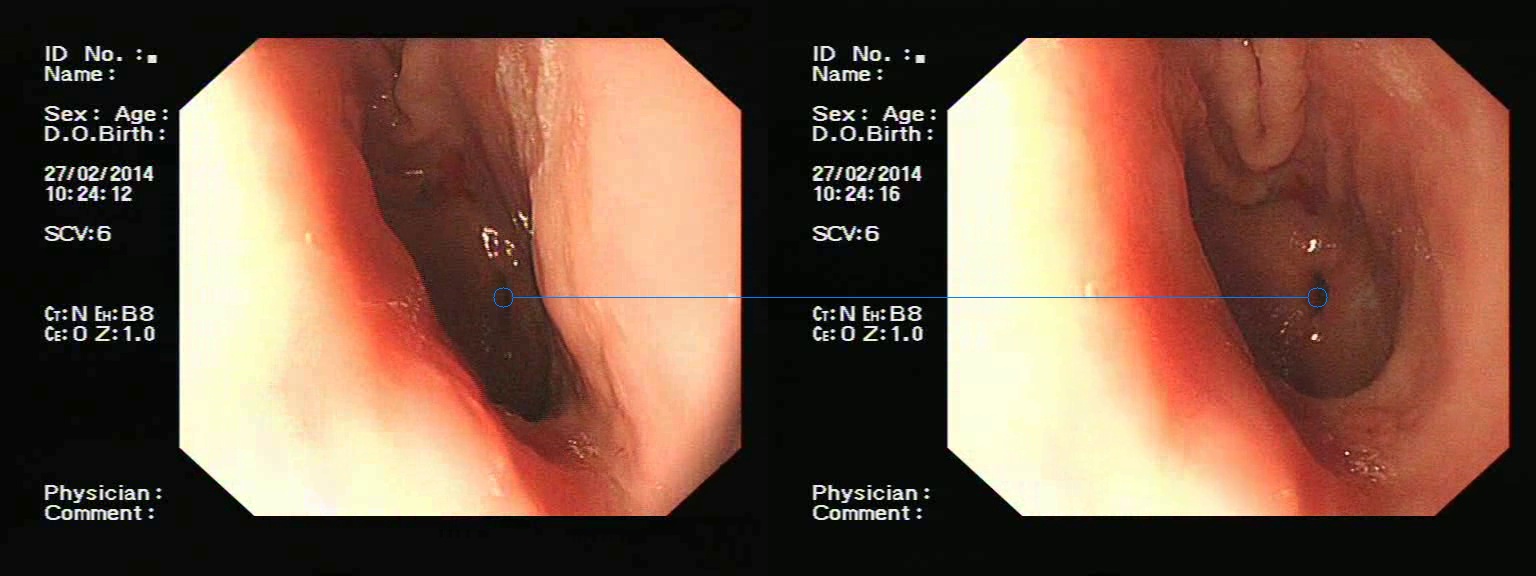 ID No. :
Name:
Sex: Age:
D.O.Birth:
27/02/2014
10:24:12
SCV:6
CT:N EH:B8
CE:0 Z:1.0
Physician:
Comment:
ID No. :
Name:
Sex: Age:
D.O.Birth:
27/02/2014
10:24:16
SCV:6
CT:N EH:B8
CE:0 Z:1.0
Physician:
Comment: